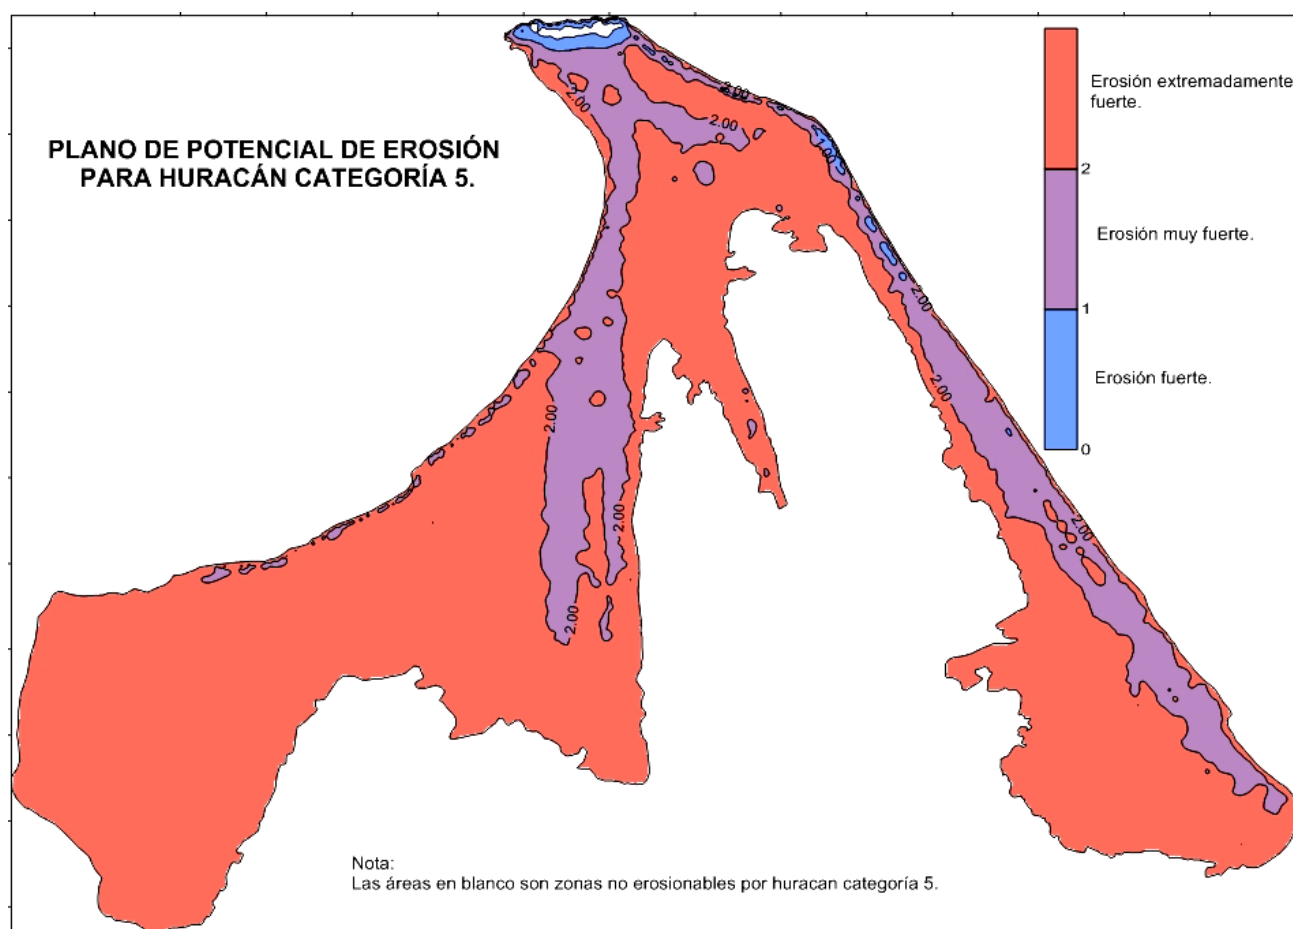 PLANO DE POTENCIAL DE EROSIÓN
PARA HURACÁN CATEGORÍA 5.
Erosión extremadamente
fuerte.
2
Erosión muy fuerte.
1
Erosión fuerte.
0
2.00
2.00
2.00
1.00
2.00
2.00
2.00
2.00
2.00
2.00
Nota:
Las áreas en blanco son zonas no erosionables por huracan categoría 5.